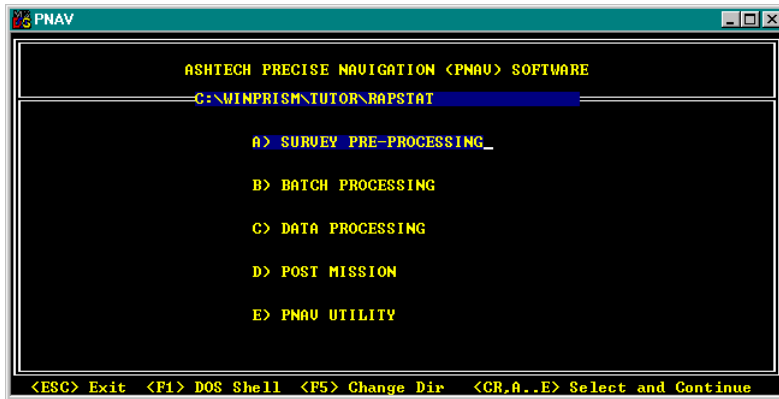 PNAV
ASHTECH PRECISE NAVIGATION (PNAV) SOFTWARE
C:\WINPRISM\TUTOR\RAPSTAT
A) SURVEY PRE-PROCESSING_
B) BATCH PROCESSING
C) DATA PROCESSING
D) POST MISSION
E) PNAV UTILITY
<ESC> Exit <F1> DOS Shell <F5> Change Dir <CR,A..E> Select and Continue